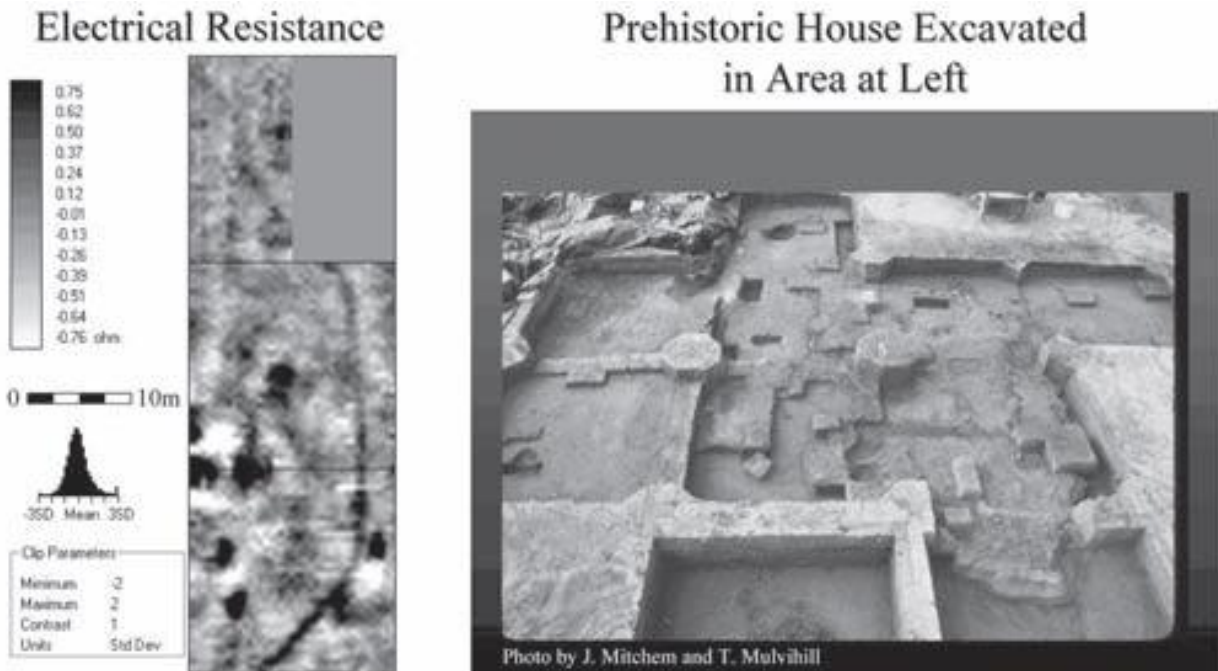 Electrical Resistance
Prehistoric House Excavated
in Area at Left
0.75
0.62
0.50
0.37
0.24
0.12
-0.01
-0.13
-0.26
-0.39
-0.51
-0.64
-0.76 ohm
0 10m
-3SD Mean 3SD
Clip Parameters
Minimum -2
Maximum 2
Contrast 1
Units Std Dev
Photo by J. Mitchem and T. Mulvihill